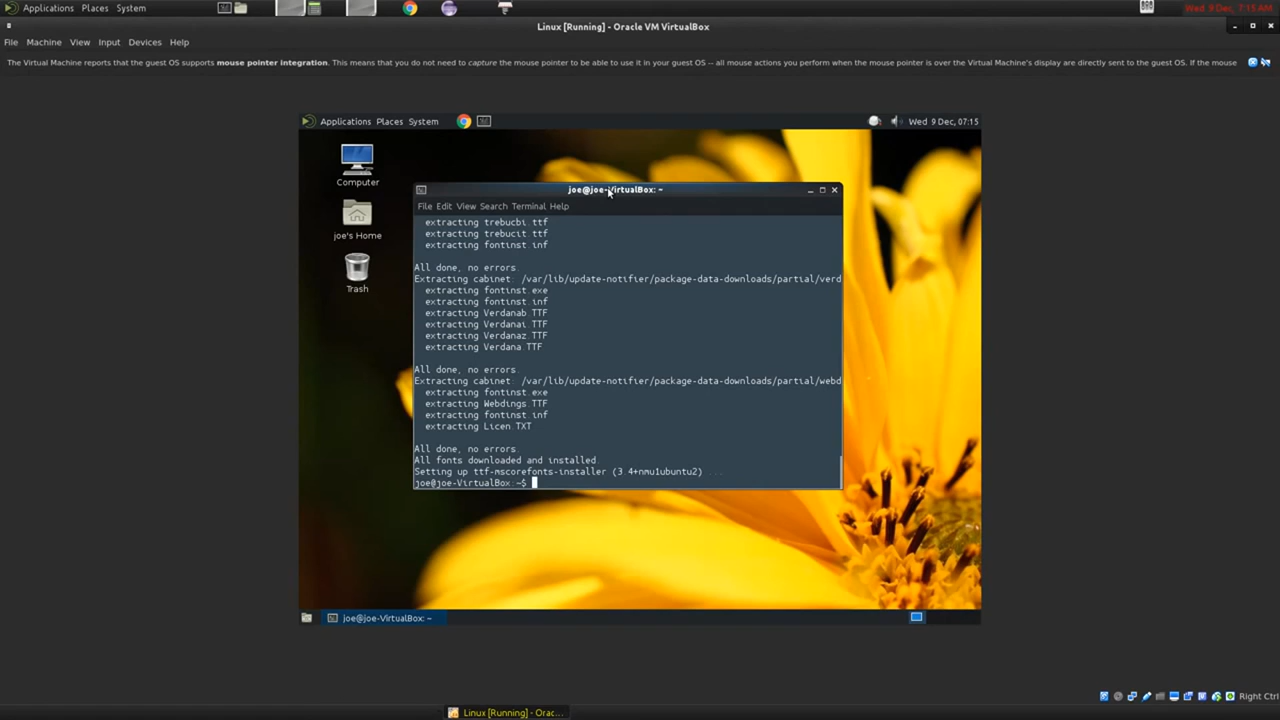 Applications Places System
Wed 9 Dec, 7:15 AM
Linux [Running] - Oracle VM VirtualBox
File Machine View Input Devices Help
The Virtual Machine reports that the guest OS supports mouse pointer integration. This means that you do not need to capture the mouse pointer to be able to use it in your guest OS -- all mouse actions you perform when the mouse pointer is over the Virtual Machine's display are directly sent to the guest OS. If the mouse
Applications Places System
Wed 9 Dec, 07:15
Computer
joe's Home
Trash
joe@joe-VirtualBox: ~
File Edit View Search Terminal Help
extracting trebucbi.ttf
extracting trebucit.ttf
extracting fontinst.inf
All done, no errors.
Extracting cabinet: /var/lib/update-notifier/package-data-downloads/partial/verd
extracting fontinst.exe
extracting fontinst.inf
extracting Verdanab.TTF
extracting Verdanai.TTF
extracting Verdanaz.TTF
extracting Verdana.TTF
All done, no errors.
Extracting cabinet: /var/lib/update-notifier/package-data-downloads/partial/webd
extracting fontinst.exe
extracting Webdings.TTF
extracting fontinst.inf
extracting Licen.TXT
All done, no errors.
All fonts downloaded and installed.
Setting up ttf-mscorefonts-installer (3.4+nmu1ubuntu2) ...
joe@joe-VirtualBox:~$
joe@joe-VirtualBox: ~
Right Ctrl
Linux [Running] - Orac...